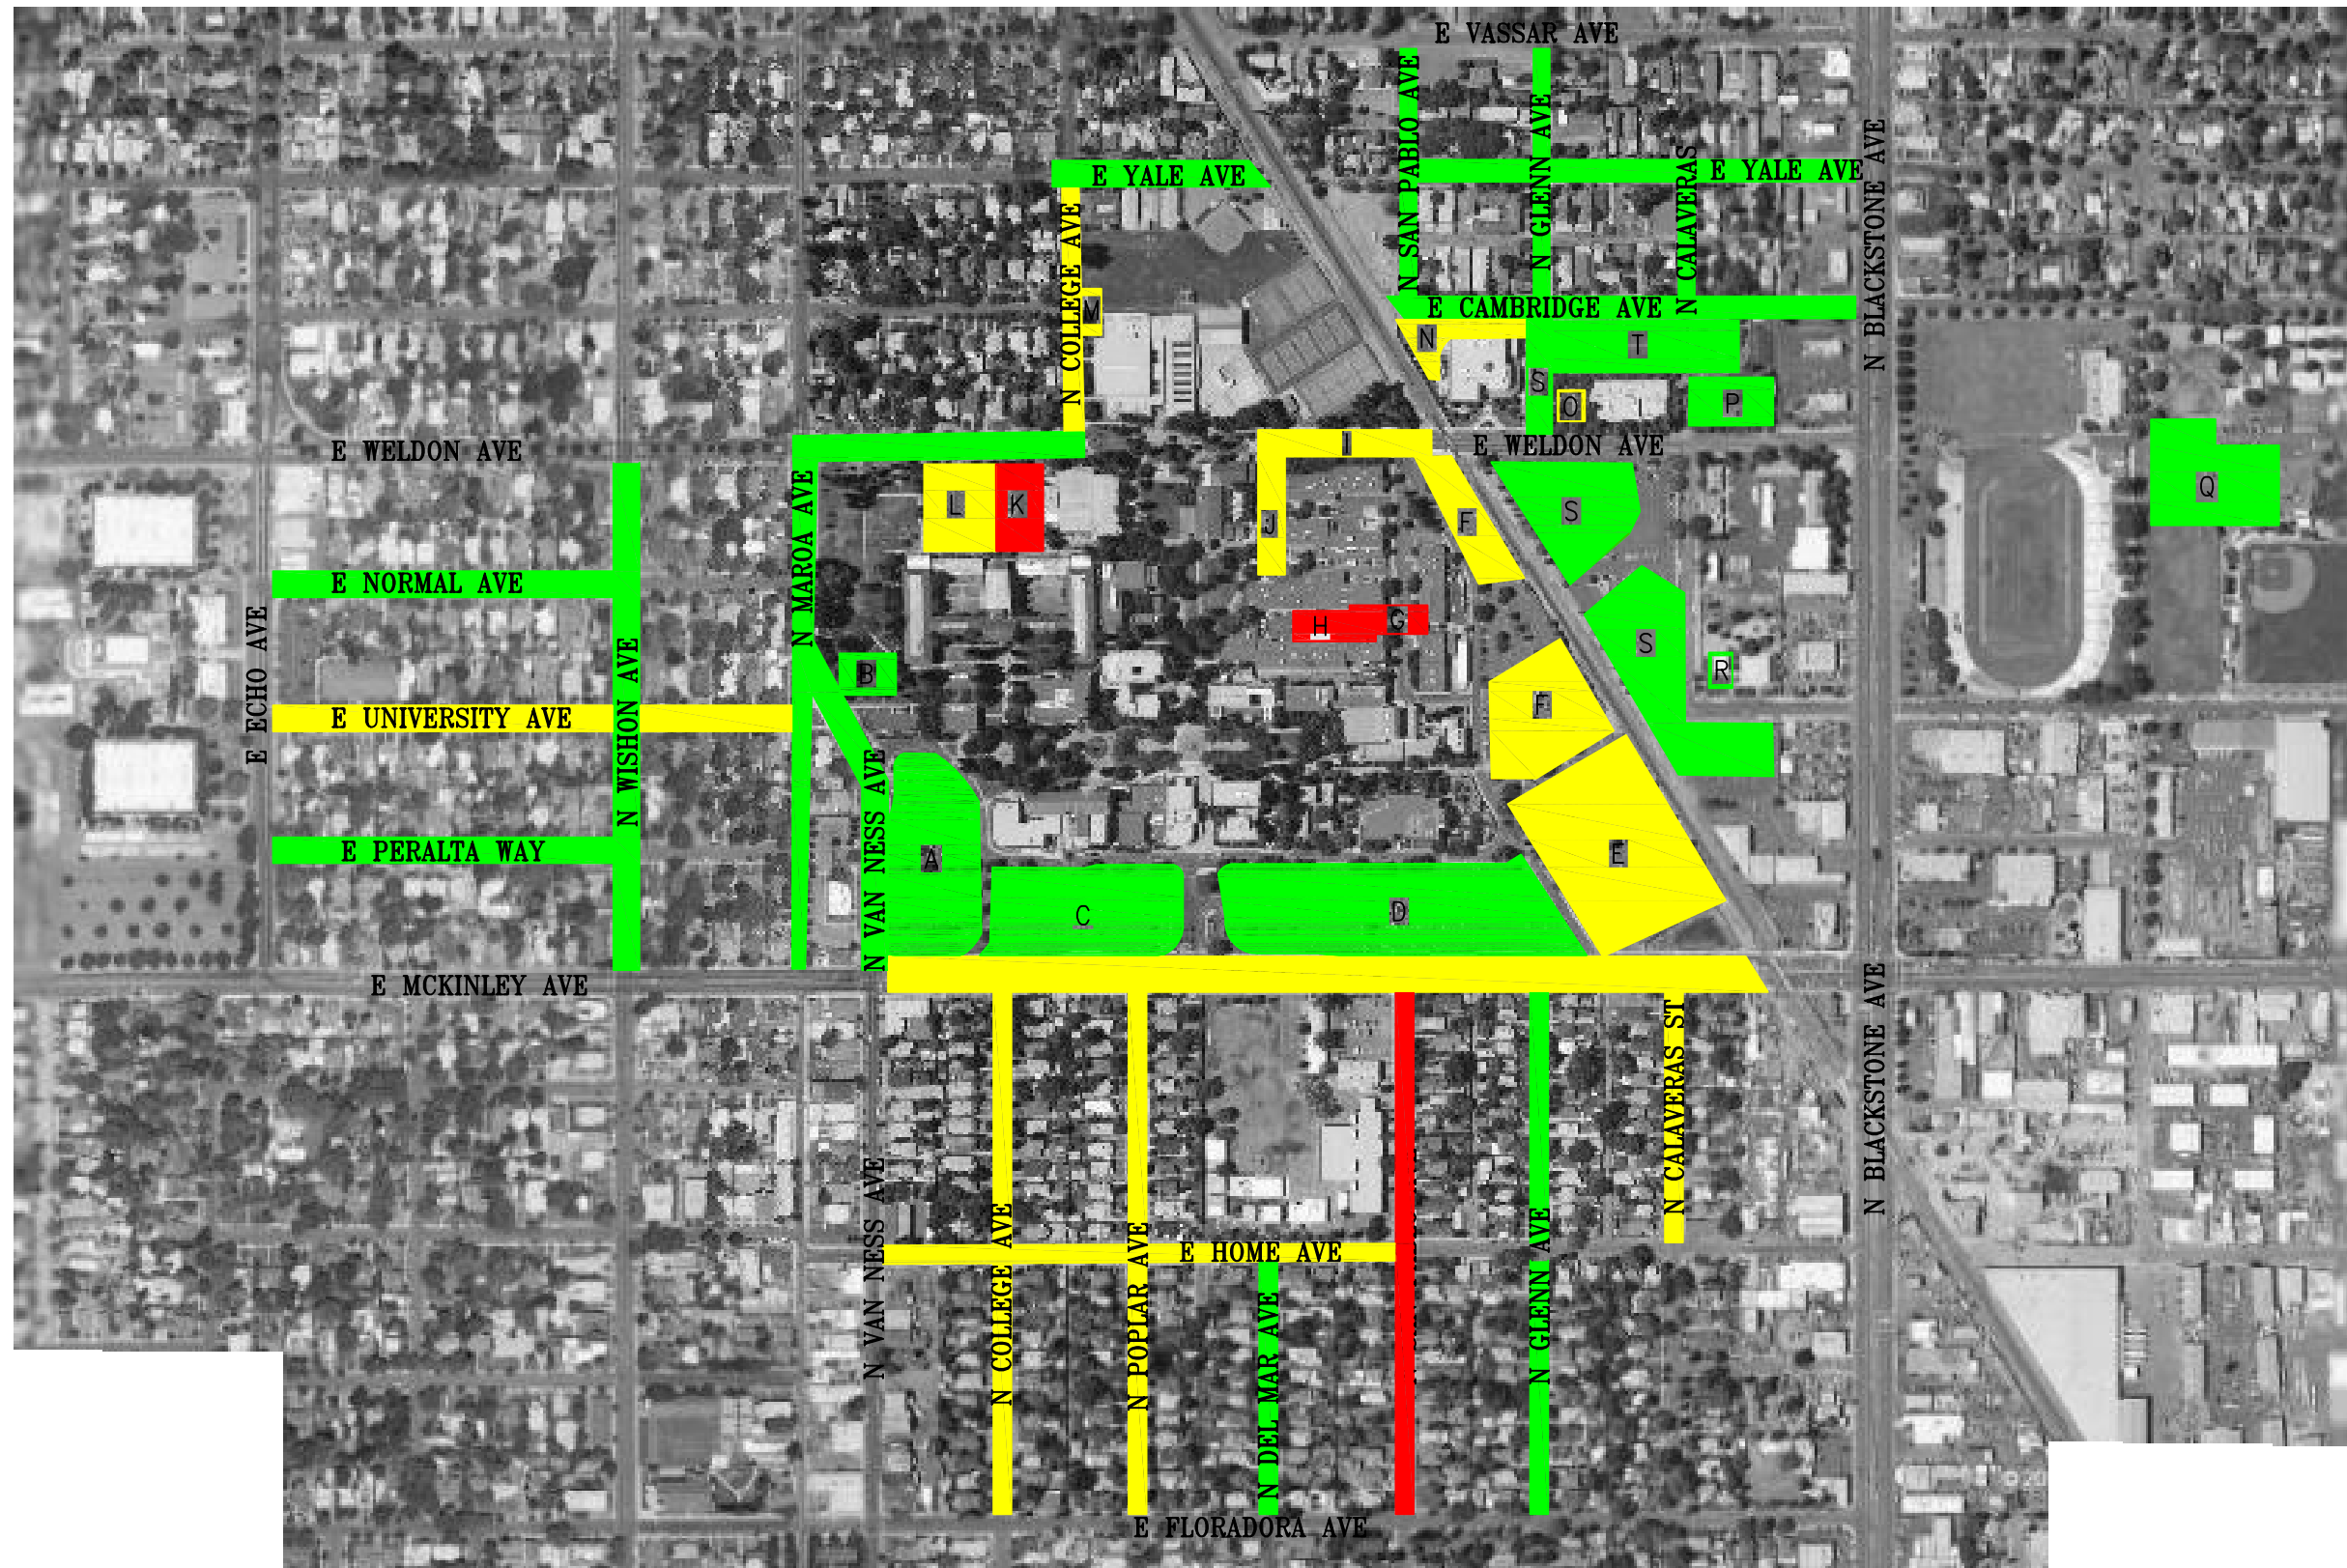 E VASSAR AVE
N SAN PABLO AVE
N GLENN AVE
E YALE AVE
N CALAVERAS
E YALE AVE
N BLACKSTONE AVE
N COLLEGE AVE
M
E CAMBRIDGE AVE
N
T
S
O
P
E WELDON AVE
I
E WELDON AVE
L
K
J
F
S
Q
N MAROA AVE
E NORMAL AVE
H
G
S
B
R
E ECHO AVE
E UNIVERSITY AVE
N WISHON AVE
F
N VAN NESS AVE
E PERALTA WAY
A
E
C
D
E MCKINLEY AVE
N BLACKSTONE AVE
N CALAVERAS ST
N VAN NESS AVE
N COLLEGE AVE
N POPLAR AVE
E HOME AVE
N GLENN AVE
N DEL MAR AVE
E FLORADORA AVE